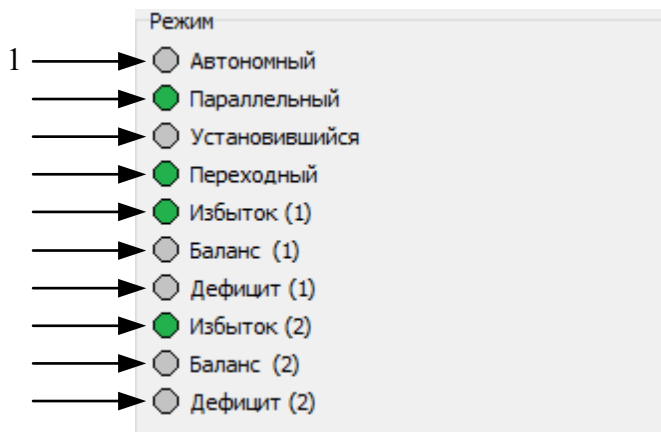 Режим
1 Автономный
Параллельный
Установившийся
Переходный
Избыток (1)
Баланс (1)
Дефицит (1)
Избыток (2)
Баланс (2)
Дефицит (2)